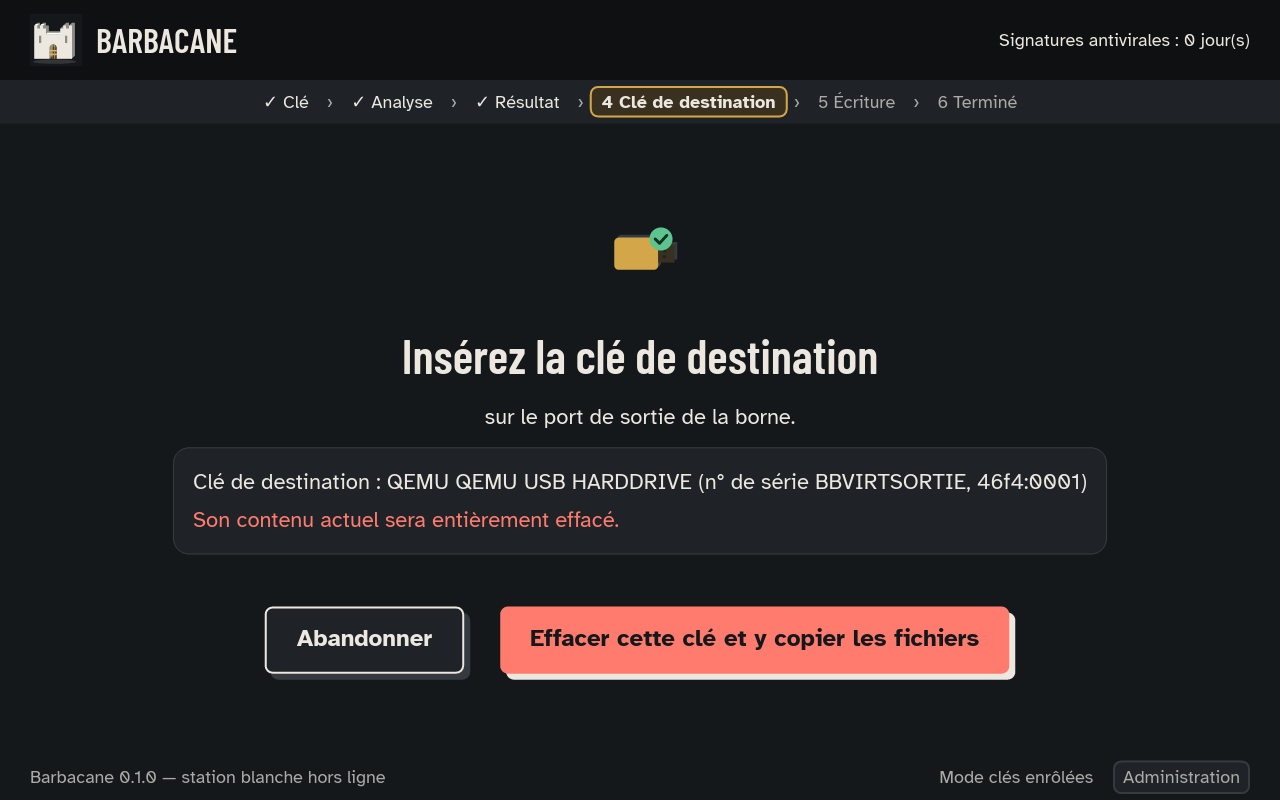 BARBACANE
Signatures antivirales : 0 jour(s)
✓ Clé › ✓ Analyse › ✓ Résultat › 4 Clé de destination › 5 Écriture › 6 Terminé
Insérez la clé de destination
sur le port de sortie de la borne.
Clé de destination : QEMU QEMU USB HARDDRIVE (n° de série BBVIRTSORTIE, 46f4:0001)
Son contenu actuel sera entièrement effacé.
Abandonner
Effacer cette clé et y copier les fichiers
Barbacane 0.1.0 — station blanche hors ligne
Mode clés enrôlées
Administration